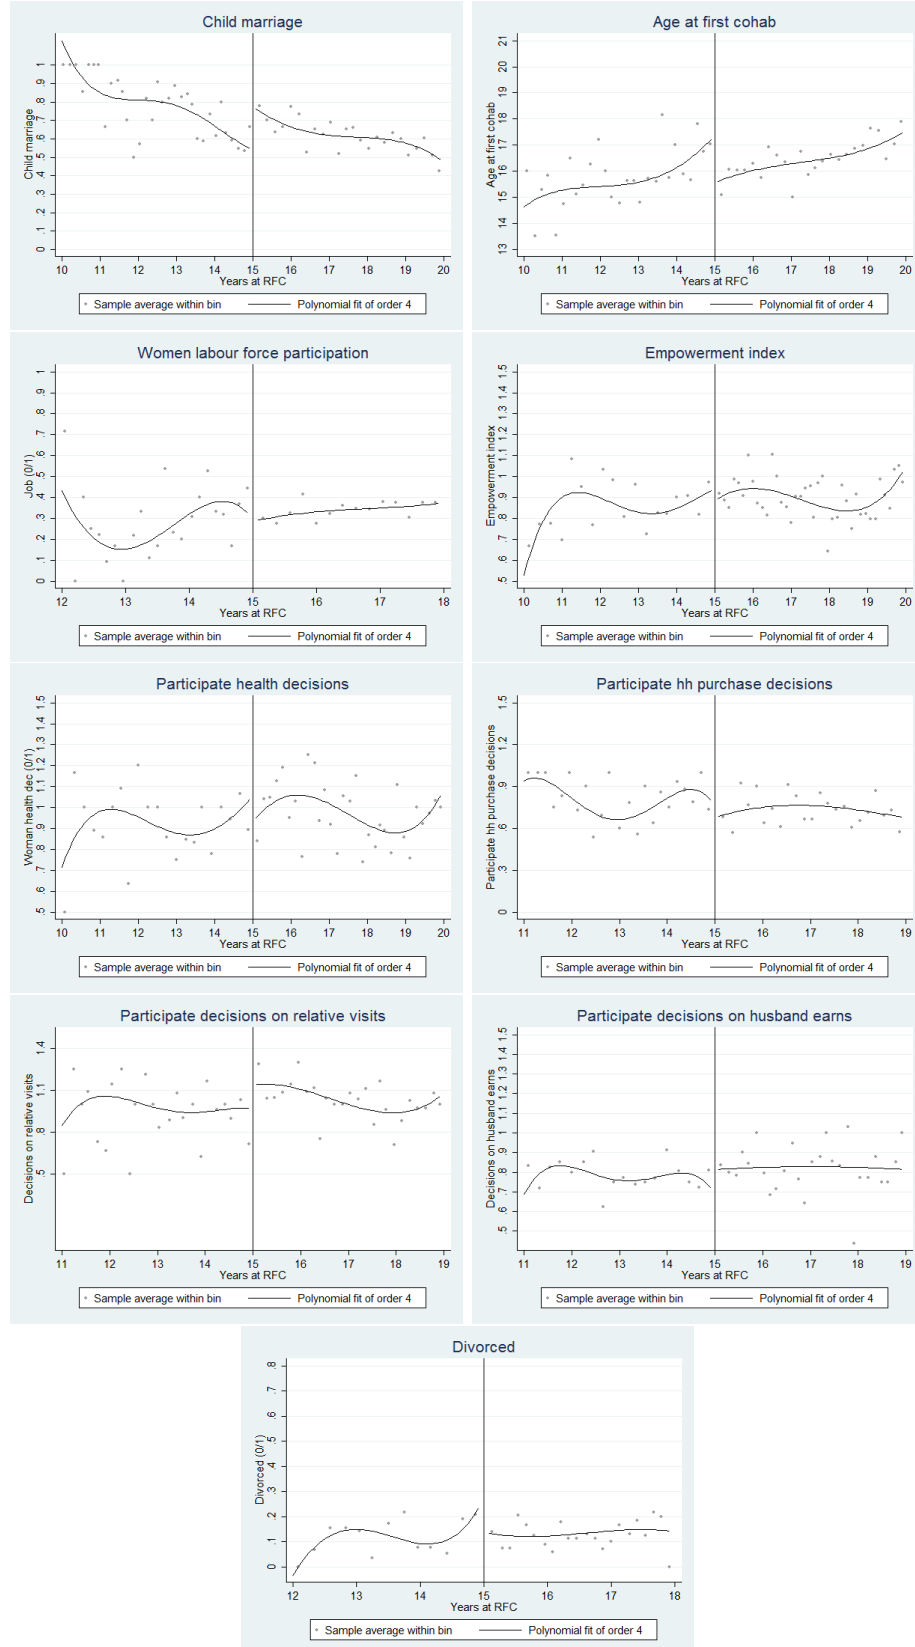 Child marriage
Child marriage
1
.9
.8
.7
.6
.5
.4
.3
.2
.1
0
10 11 12 13 14 15 16 17 18 19 20
Years at RFC
Sample average within bin Polynomial fit of order 4
Age at first cohab
Age at first cohab
21
20
19
18
17
16
15
14
13
10 11 12 13 14 15 16 17 18 19 20
Years at RFC
Sample average within bin Polynomial fit of order 4
Women labour force participation
Job (0/1)
1
.9
.8
.7
.6
.5
.4
.3
.2
.1
0
12 13 14 15 16 17 18
Years at RFC
Sample average within bin Polynomial fit of order 4
Empowerment index
Empowerment index
1.5
1.4
1.3
1.2
1.1
1
.9
.8
.7
.6
.5
10 11 12 13 14 15 16 17 18 19 20
Years at RFC
Sample average within bin Polynomial fit of order 4
Participate health decisions
Woman health dec (0/1)
1.5
1.4
1.3
1.2
1.1
1
.9
.8
.7
.6
.5
10 11 12 13 14 15 16 17 18 19 20
Years at RFC
Sample average within bin Polynomial fit of order 4
Participate hh purchase decisions
Participate hh purchase decisions
1.5
1.2
.9
.6
.3
0
11 12 13 14 15 16 17 18 19
Years at RFC
Sample average within bin Polynomial fit of order 4
Participate decisions on relative visits
Decisions on relative visits
1.4
1.1
.8
.5
11 12 13 14 15 16 17 18 19
Years at RFC
Sample average within bin Polynomial fit of order 4
Participate decisions on husband earns
Decisions on husband earns
1.5
1.4
1.3
1.2
1.1
1
.9
.8
.7
.6
.5
11 12 13 14 15 16 17 18 19
Years at RFC
Sample average within bin Polynomial fit of order 4
Divorced
Divorced (0/1)
.8
.7
.6
.5
.4
.3
.2
.1
0
12 13 14 15 16 17 18
Years at RFC
Sample average within bin Polynomial fit of order 4